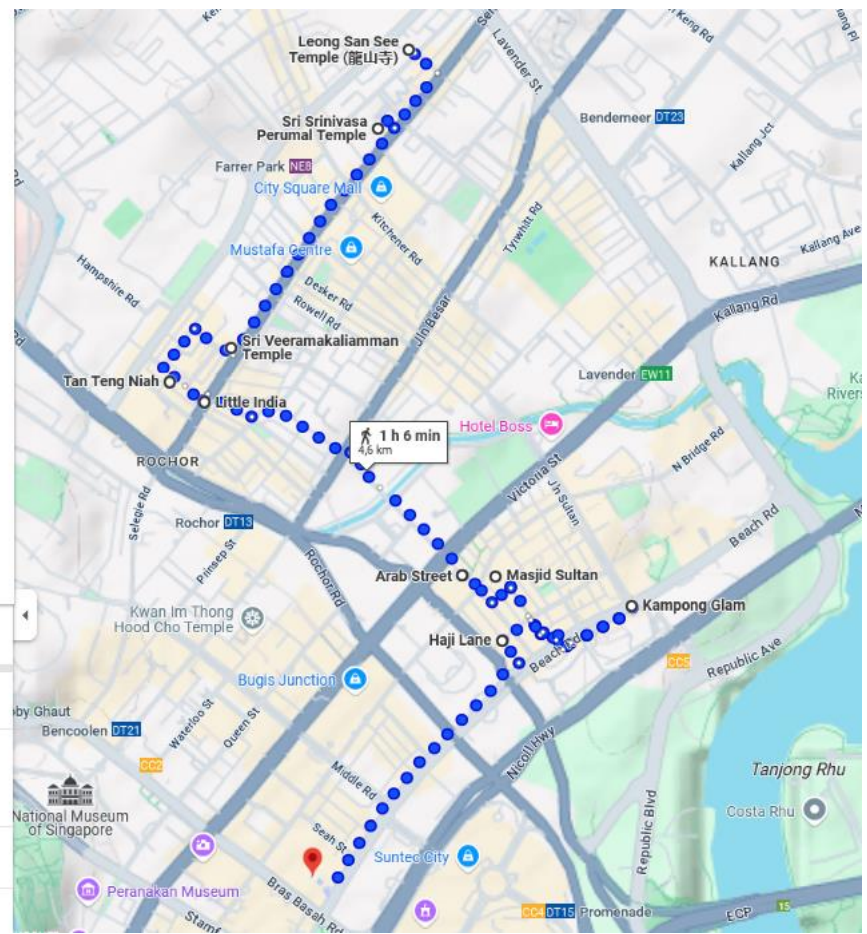 Leong San See
Temple (龍山寺)
Lavender St.
Bendemeer DT23
Kallang Jct
Sri Srinivasa
Perumal Temple
Farrer Park NE8
City Square Mall
Kitchener Rd
Tyrwhitt Rd
Kallang Ave
Mustafa Centre
KALLANG
Hampshire Rd
Desker Rd
Rowell Rd
Jln Besar
Kallang Rd
Sri Veeramakaliamman
Temple
Tan Teng Niah
Lavender EW11
Little India
Hotel Boss
1 h 6 min
4,6 km
ROCHOR
Victoria St
N Bridge Rd
Selegie Rd
Rochor DT13
J'n Sultan
Beach Rd
Prinsep St
Rochor Rd
Arab Street
Masjid Sultan
Kampong Glam
Kwan Im Thong
Hood Cho Temple
Haji Lane
Beach Rd
CC5
Republic Ave
Bugis Junction
oby Ghaut
Bencoolen DT21
Waterloo St
Queen St
Nicoll Hwy
CC2
Middle Rd
Tanjong Rhu
National Museum
of Singapore
Costa Rhu
Seah St
Suntec City
Republic Blvd
Peranakan Museum
Bras Basah Rd
Stamf
CC4 DT15 Promenade
ECP
15